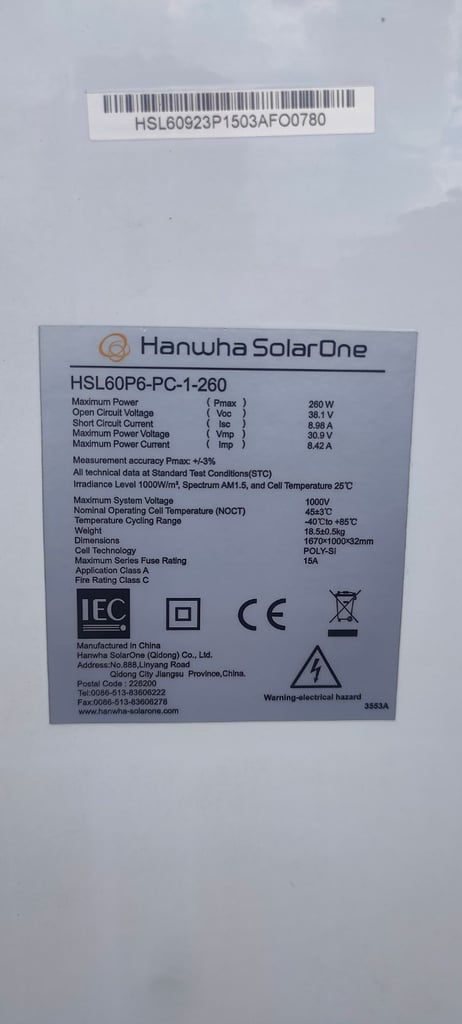 HSL60923P1503AFO0780
Hanwha SolarOne
HSL60P6-PC-1-260
Maximum Power ( Pmax ) 260 W
Open Circuit Voltage ( Voc ) 38.1 V
Short Circuit Current ( Isc ) 8.98 A
Maximum Power Voltage ( Vmp ) 30.9 V
Maximum Power Current ( Imp ) 8.42 A
Measurement accuracy Pmax: +/-3%
All technical data at Standard Test Conditions(STC)
Irradiance Level 1000W/m², Spectrum AM1.5, and Cell Temperature 25℃
Maximum System Voltage 1000V
Nominal Operating Cell Temperature (NOCT) 45±3℃
Temperature Cycling Range -40℃to +85℃
Weight 18.5±0.5kg
Dimensions 1670×1000×32mm
Cell Technology POLY-Si
Maximum Series Fuse Rating 15A
Application Class A
Fire Rating Class C
IEC CE
Manufactured in China
Hanwha SolarOne (Qidong) Co., Ltd.
Address:No.888,Linyang Road
Qidong City Jiangsu Province,China.
Postal Code : 226200
Tel:0086-513-83606222
Fax:0086-513-83606278
www.hanwha-solarone.com
Warning-electrical hazard
3553A